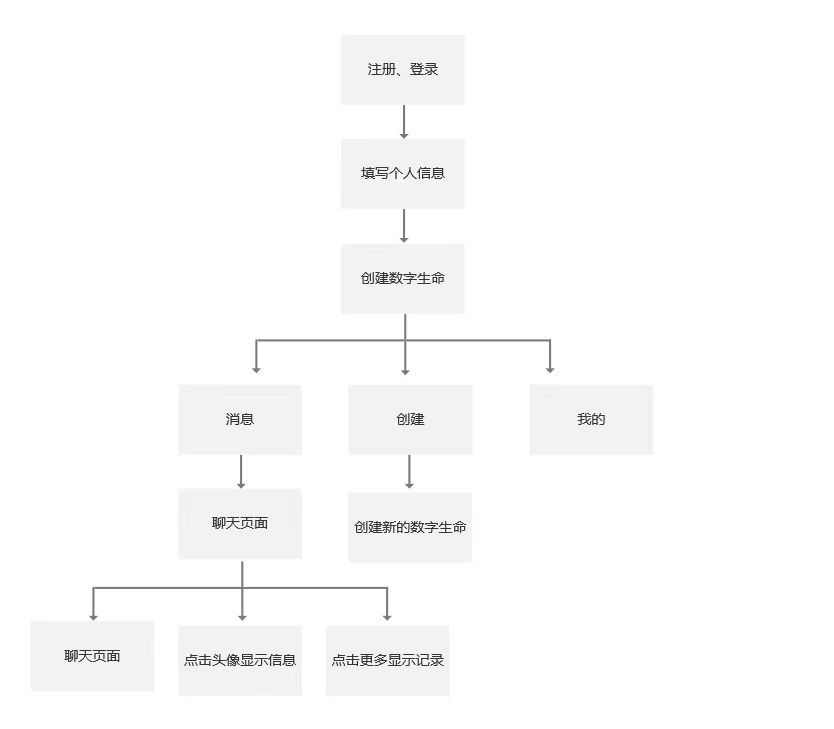 注册、登录
填写个人信息
创建数字生命
消息
创建
我的
聊天页面
创建新的数字生命
聊天页面
点击头像显示信息
点击更多显示记录